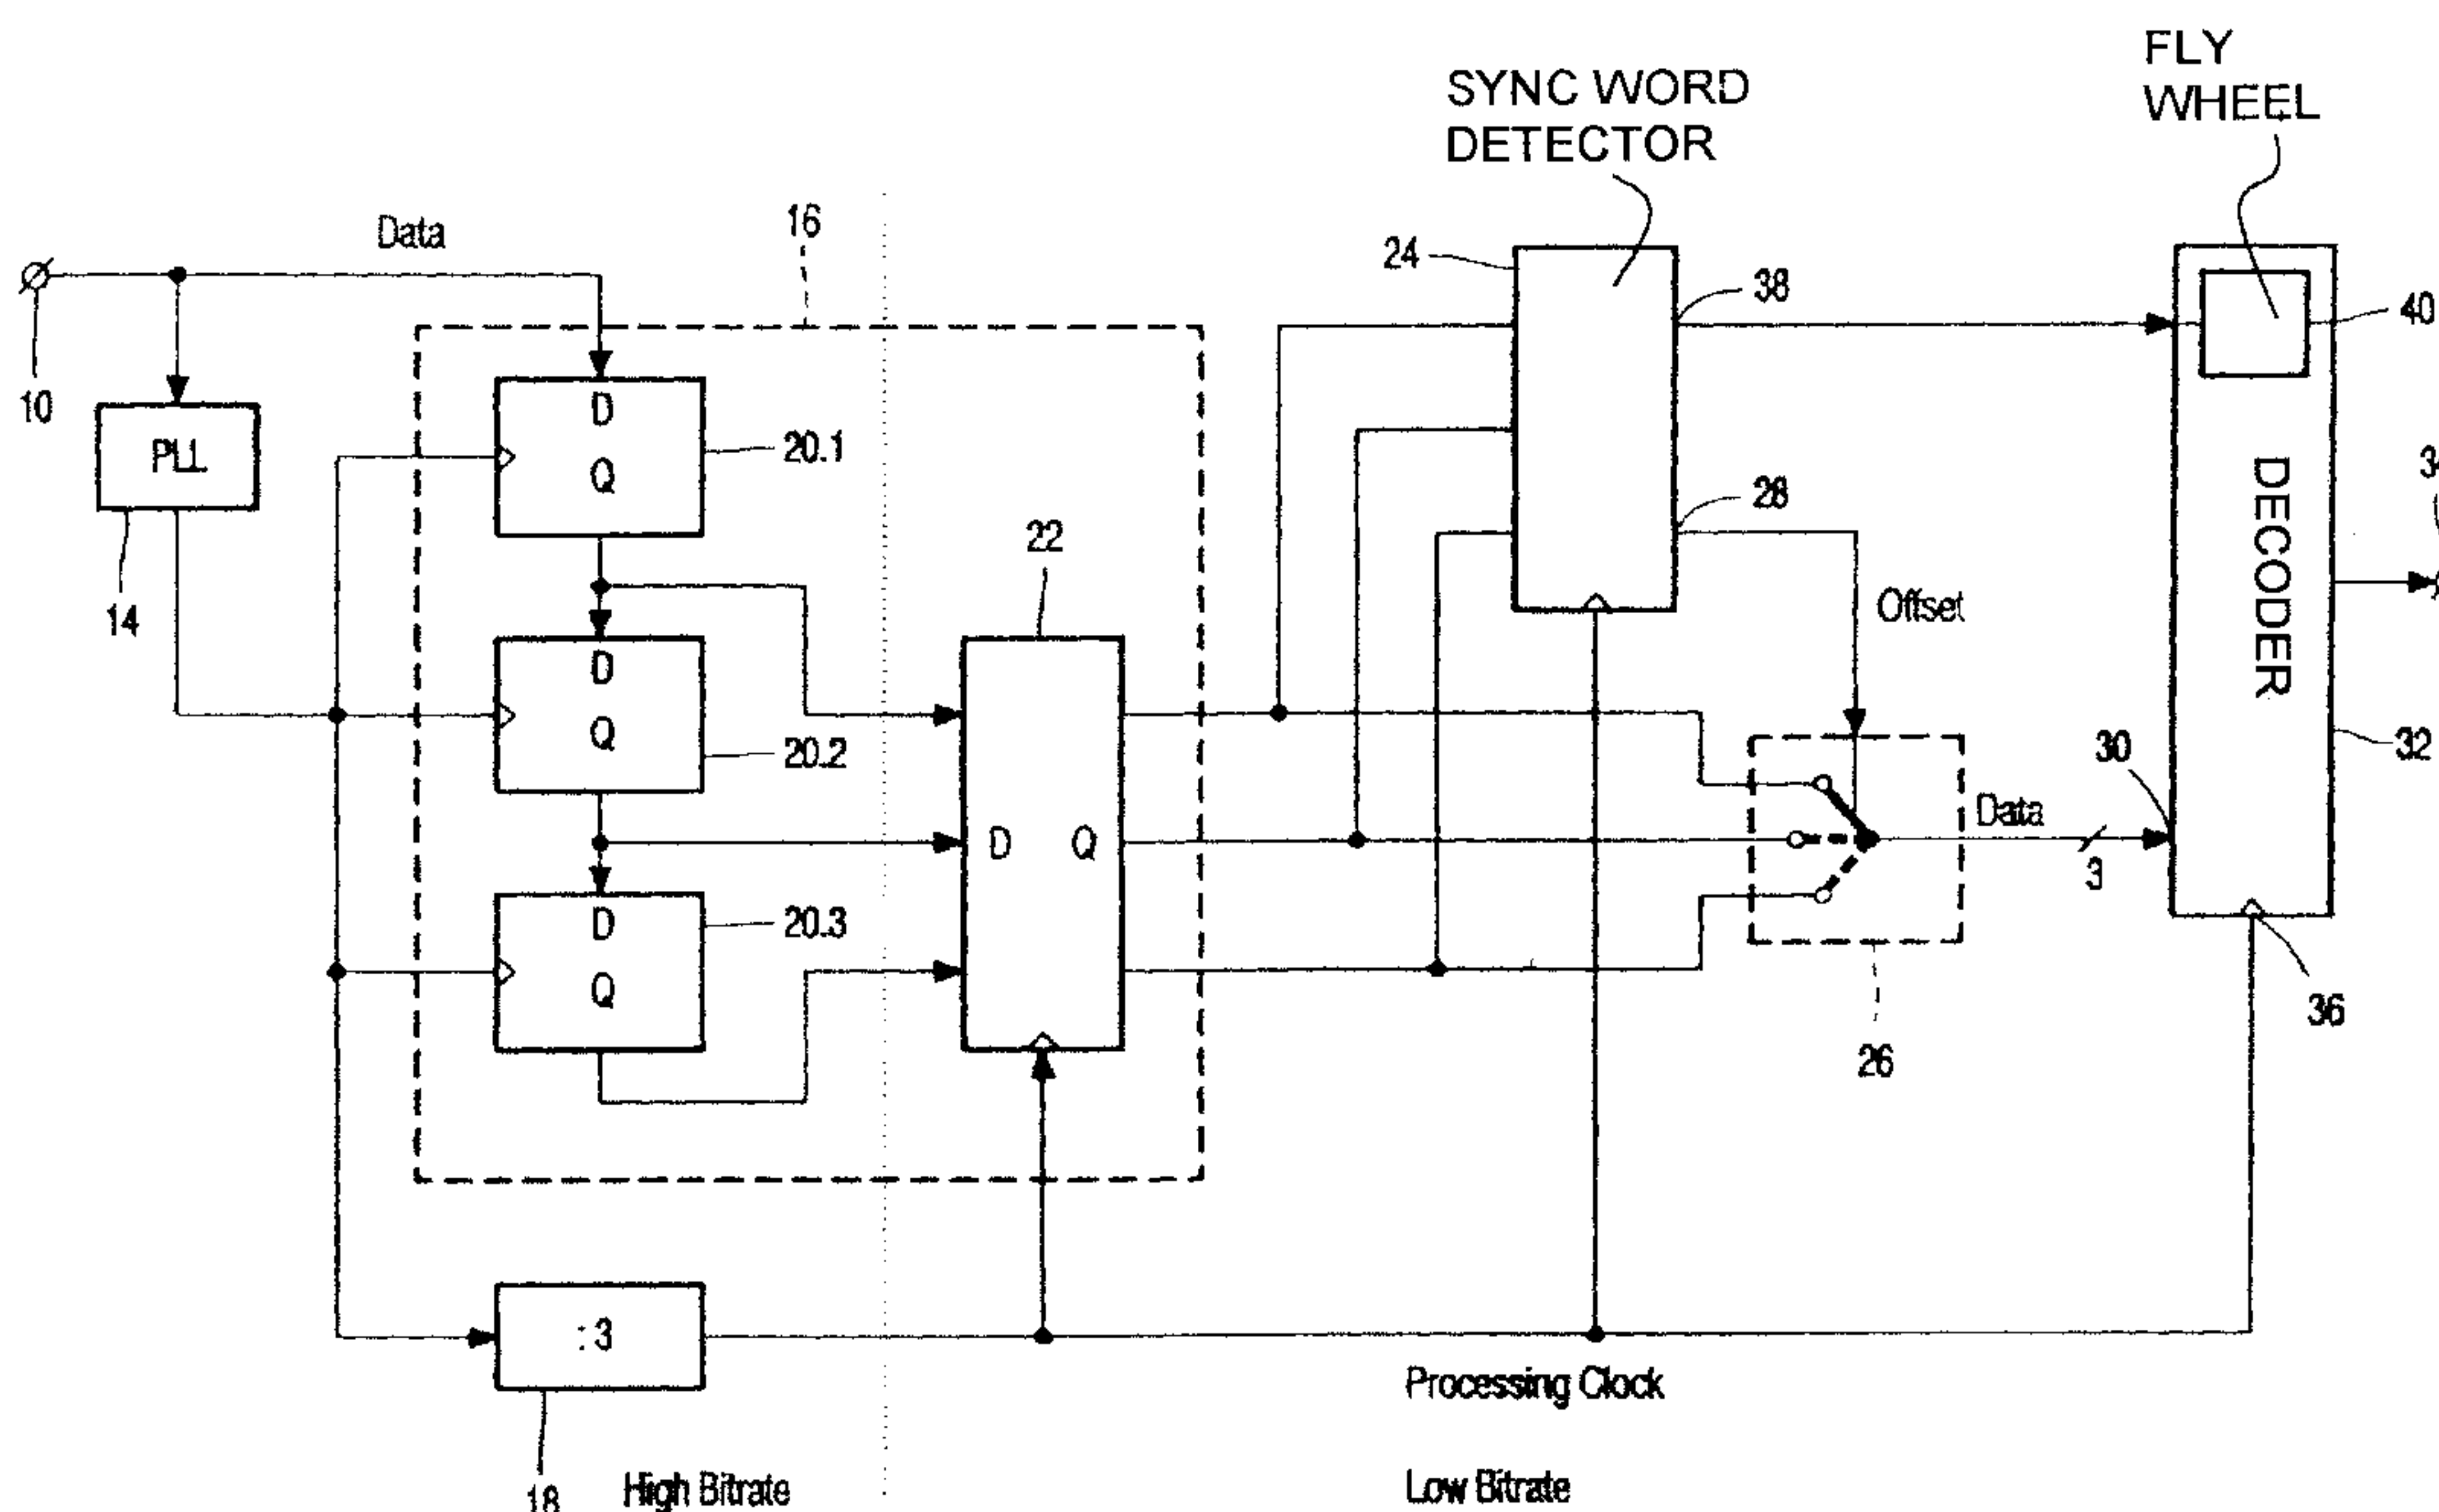 FLY
WHEEL
SYNC WORD
DETECTOR
Data
16
24
38
40
10
PLL
D
Q
20.1
28
22
14
Offset
DECODER
D
Q
20.2
30
32
D
Q
Data
3
D
Q
20.3
36
26
: 3
Processing Clock
18
High Bitrate
Low Bitrate